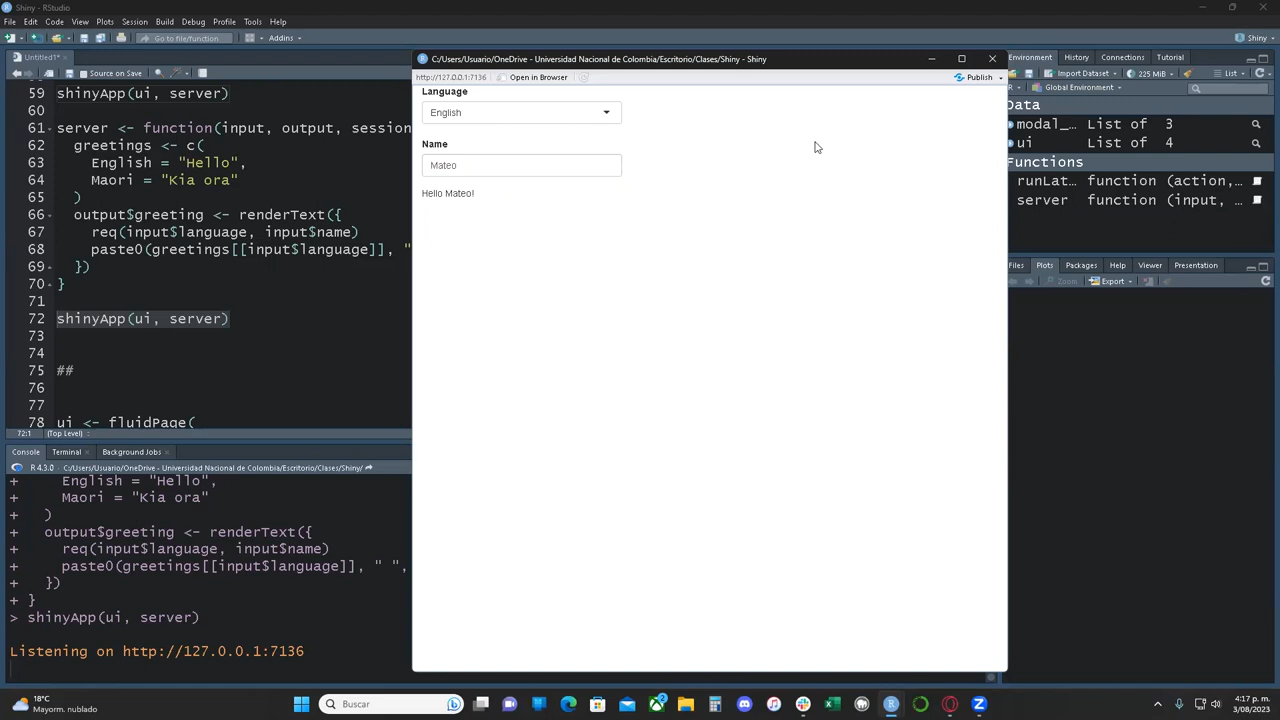 Shiny - RStudio
File Edit Code View Plots Session Build Debug Profile Tools Help
Go to file/function
Addins
Shiny
Untitled1*
Source on Save
59 shinyApp(ui, server)
60
61 server <- function(input, output, session
62 greetings <- c(
63 English = "Hello",
64 Maori = "Kia ora"
65 )
66 output$greeting <- renderText({
67 req(input$language, input$name)
68 paste0(greetings[[input$language]], "
69 })
70 }
71
72 shinyApp(ui, server)
73
74
75 ##
76
77
78 ui <- fluidPage(
72:1 (Top Level)
Console Terminal Background Jobs
R 4.3.0 · C:/Users/Usuario/OneDrive - Universidad Nacional de Colombia/Escritorio/Clases/Shiny/
+ English = "Hello",
+ Maori = "Kia ora"
+ )
+ output$greeting <- renderText({
+ req(input$language, input$name)
+ paste0(greetings[[input$language]], " ",
+ })
+ }
> shinyApp(ui, server)
Listening on http://127.0.0.1:7136
C:/Users/Usuario/OneDrive - Universidad Nacional de Colombia/Escritorio/Clases/Shiny - Shiny
http://127.0.0.1:7136 Open in Browser Publish
Language
English
Name
Mateo
Hello Mateo!
Environment History Connections Tutorial
Import Dataset 225 MiB List
R Global Environment
Data
modal_… List of 3
ui List of 4
Functions
runLat… function (action,…
server function (input, …
Files Plots Packages Help Viewer Presentation
Zoom Export
18°C
Mayorm. nublado
Buscar
2
4:17 p.m.
3/08/2023